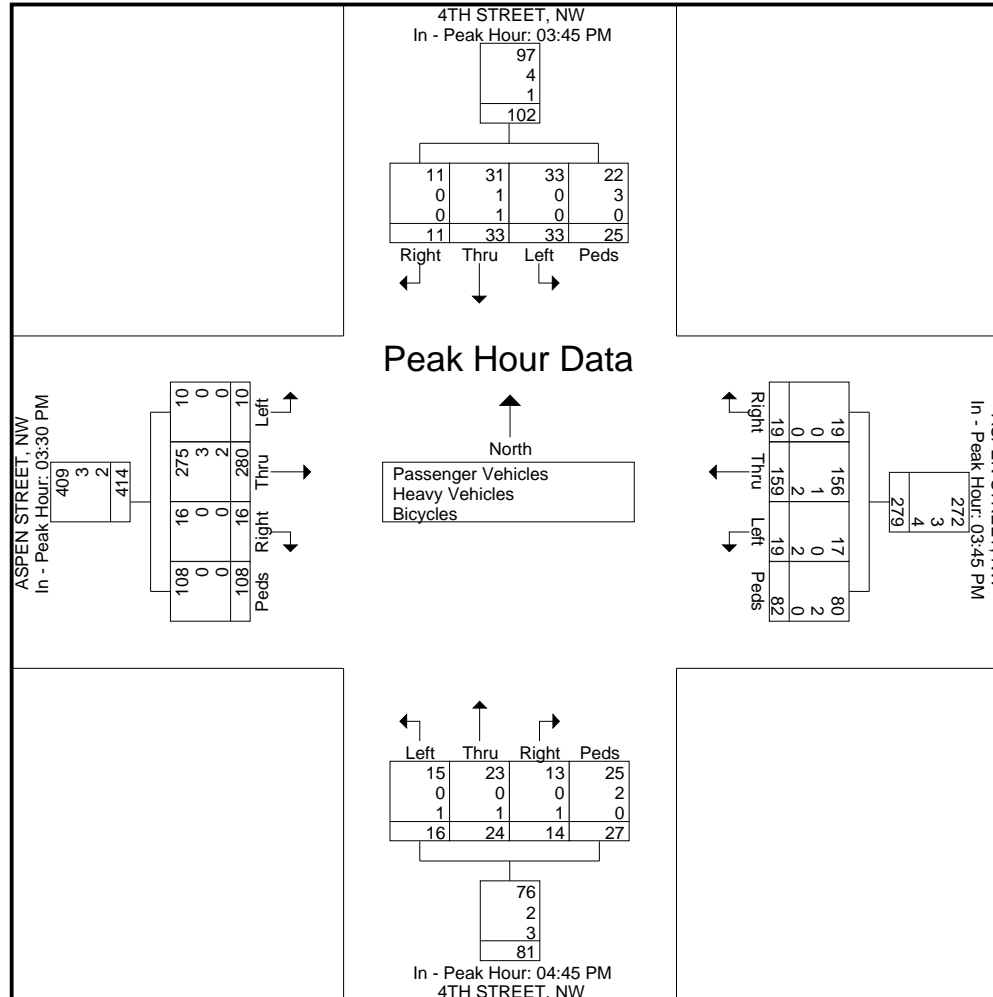 4TH STREET, NW
In - Peak Hour: 03:45 PM
97
4
1
102
11 31 33 22
0 1 0 3
0 1 0 0
11 33 33 25
Right Thru Left Peds
Peak Hour Data
North
Passenger Vehicles
Heavy Vehicles
Bicycles
ASPEN STREET, NW
In - Peak Hour: 03:30 PM
409
3
2
414
10 0 0 10 Left
275 3 2 280 Thru
16 0 0 16 Right
108 0 0 108 Peds
Right 19 0 0 19
Thru 159 2 1 156
Left 19 2 0 17
Peds 82 0 2 80
272
3
4
279
In - Peak Hour: 03:45 PM
Left Thru Right Peds
15 23 13 25
0 0 0 2
1 1 1 0
16 24 14 27
76
2
3
81
In - Peak Hour: 04:45 PM
4TH STREET, NW